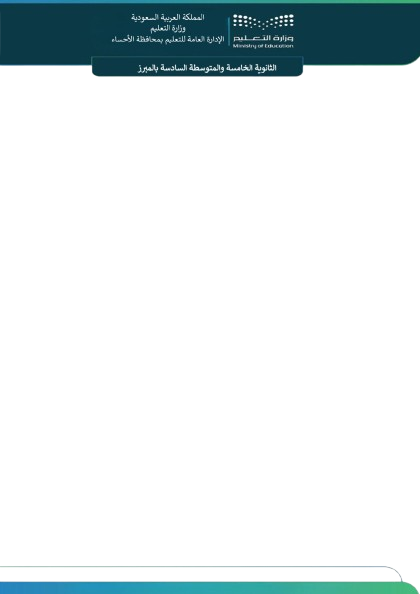 المملكة العربية السعودية
وزارة التعليم
الإدارة العامة للتعليم بمحافظة الأحساء
وزارة التعـــليم
Ministry of Education
الثانوية الخامسة والمتوسطة السادسة بالمبرز